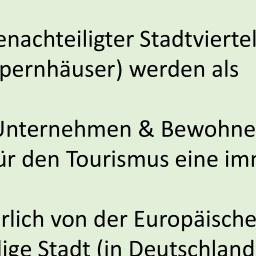 enachteiligter Stadtviertel
pernhäuser) werden als
Unternehmen & Bewohne
ür den Tourismus eine imr
rlich von der Europäische
lige Stadt (in Deutschland